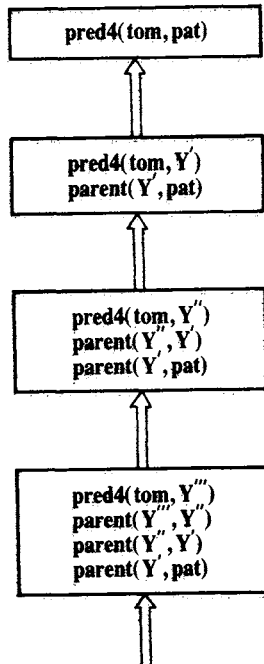 pred4(tom,pat)
pred4(tom,Y′)
parent(Y′,pat)
pred4(tom,Y″)
parent(Y″,Y′)
parent(Y′,pat)
pred4(tom,Y‴)
parent(Y‴,Y″)
parent(Y″,Y′)
parent(Y′,pat)